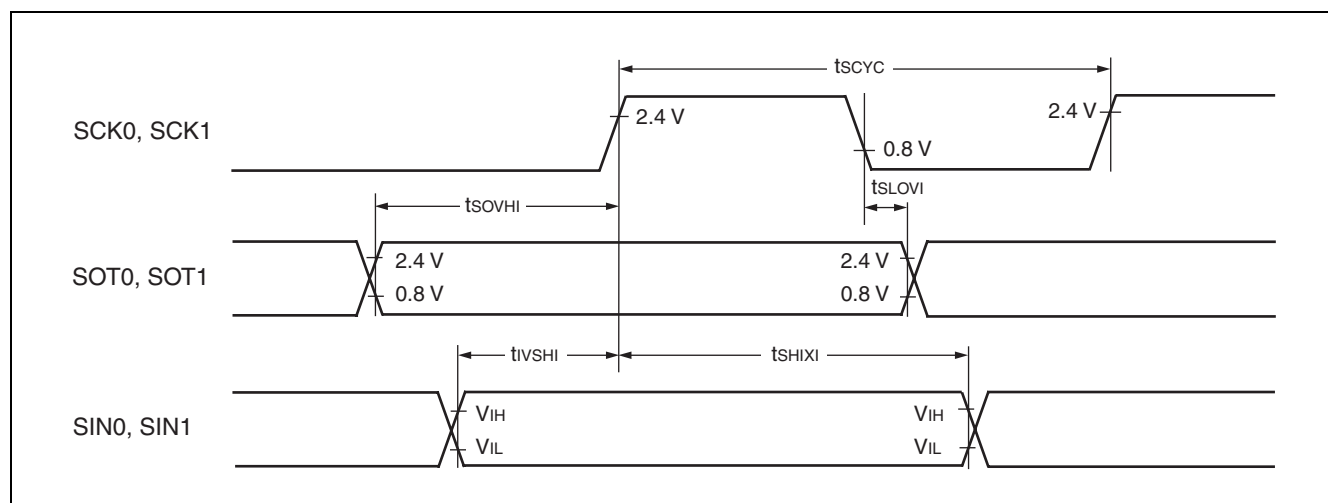 tSCYC
SCK0, SCK1
2.4 V
2.4 V
0.8 V
tSLOVI
tSOVHI
SOT0, SOT1
2.4 V
2.4 V
0.8 V
0.8 V
tIVSHI
tSHIXI
SIN0, SIN1
VIH
VIH
VIL
VIL